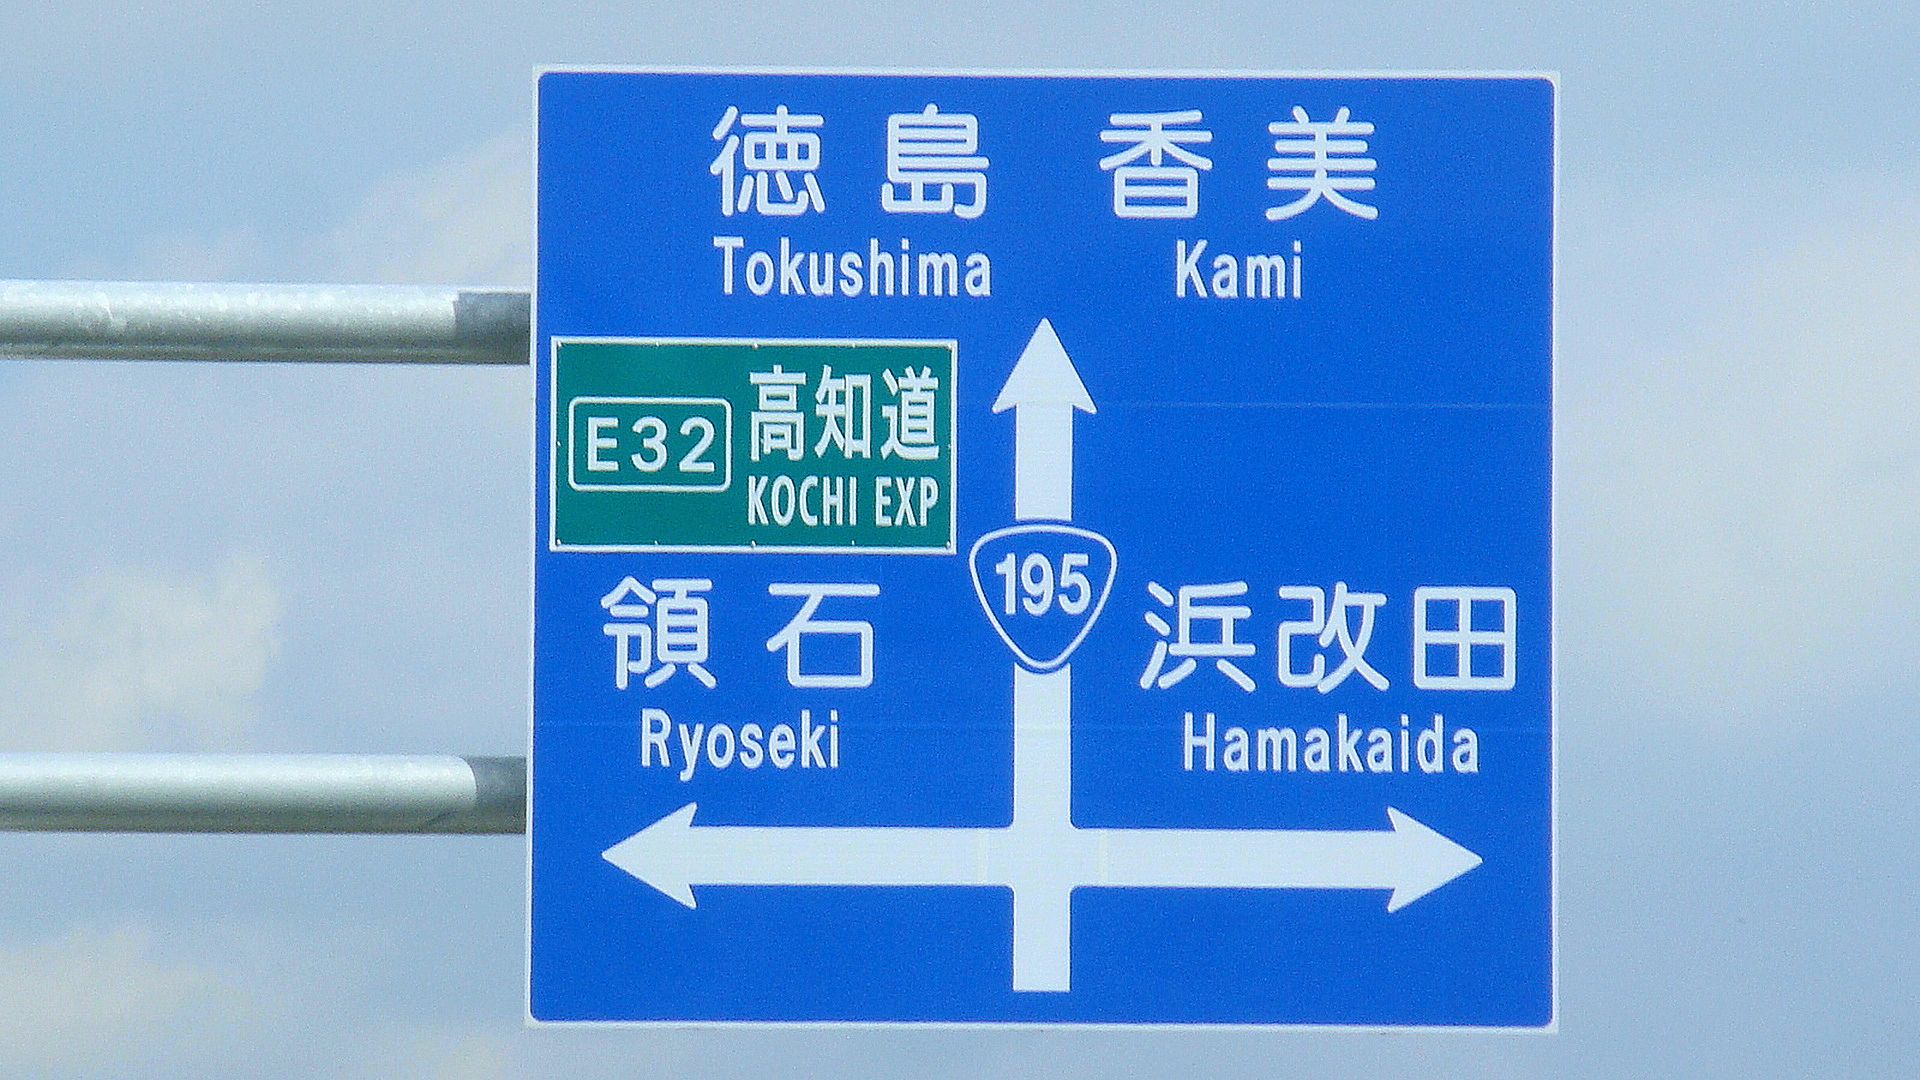 徳島 香美
Tokushima Kami
E32 高知道
KOCHI EXP
195
領石 浜改田
Ryoseki Hamakaida